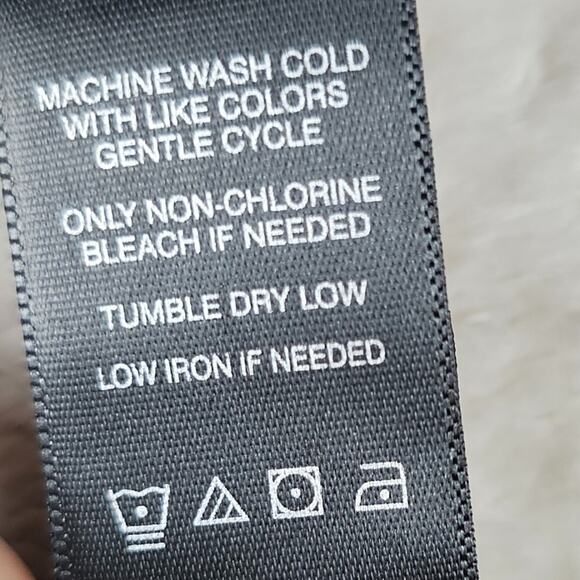 MACHINE WASH COLD
WITH LIKE COLORS
GENTLE CYCLE
ONLY NON-CHLORINE
BLEACH IF NEEDED
TUMBLE DRY LOW
LOW IRON IF NEEDED